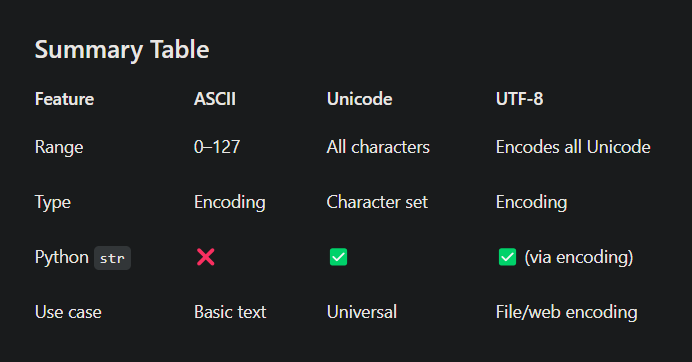 Summary Table
Feature ASCII Unicode UTF-8
Range 0–127 All characters Encodes all Unicode
Type Encoding Character set Encoding
Python str ❌ ✅ ✅ (via encoding)
Use case Basic text Universal File/web encoding